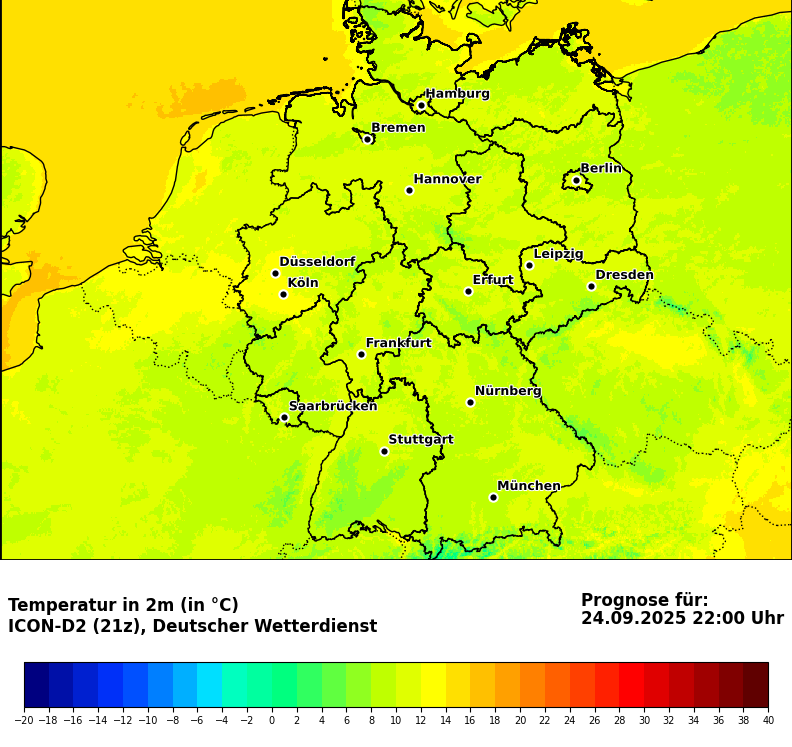 Hamburg
Bremen
Berlin
Hannover
Leipzig
Düsseldorf
Dresden
Köln
Erfurt
Frankfurt
Nürnberg
Saarbrücken
Stuttgart
München
Temperatur in 2m (in °C)
ICON-D2 (21z), Deutscher Wetterdienst
Prognose für:
24.09.2025 22:00 Uhr
−20 −18 −16 −14 −12 −10 −8 −6 −4 −2 0 2 4 6 8 10 12 14 16 18 20 22 24 26 28 30 32 34 36 38 40